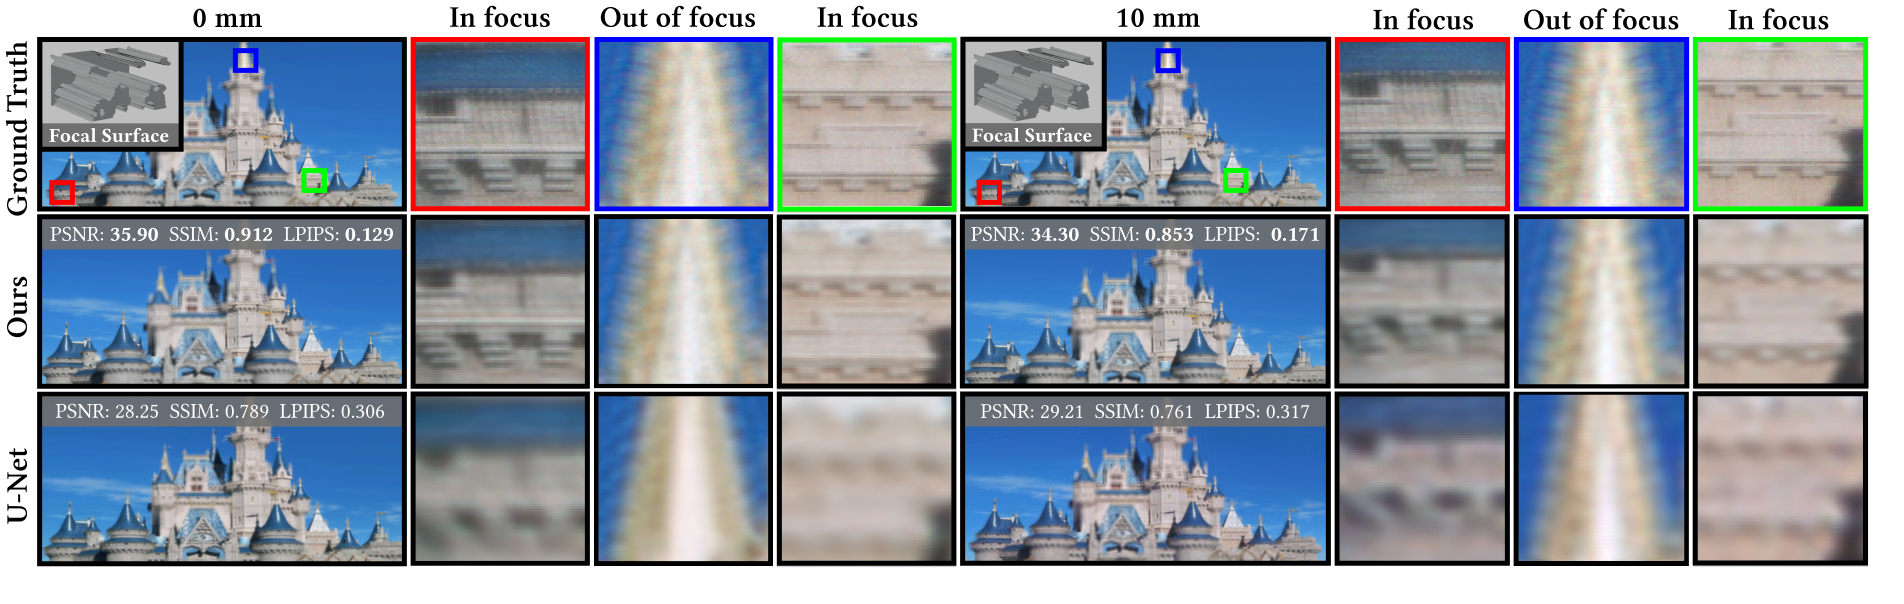 0 mm In focus Out of focus In focus 10 mm In focus Out of focus In focus
Ground Truth
Focal Surface
Focal Surface
Ours
PSNR: 35.90 SSIM: 0.912 LPIPS: 0.129
PSNR: 34.30 SSIM: 0.853 LPIPS: 0.171
U-Net
PSNR: 28.25 SSIM: 0.789 LPIPS: 0.306
PSNR: 29.21 SSIM: 0.761 LPIPS: 0.317